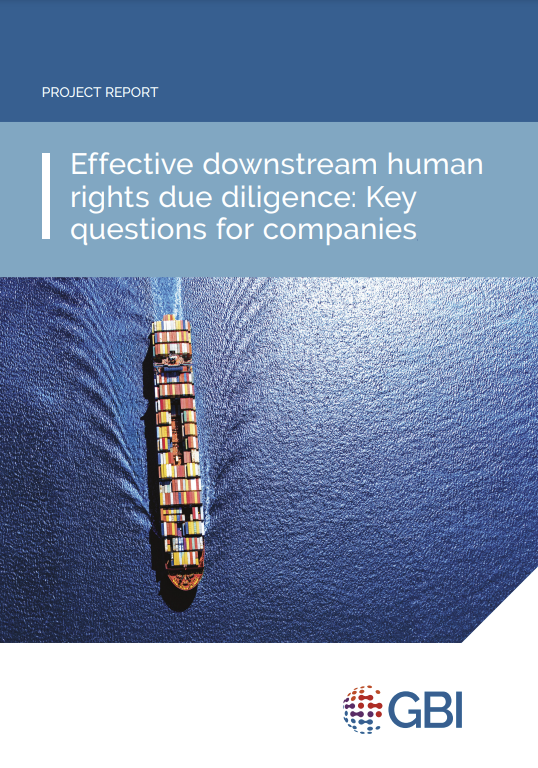 PROJECT REPORT
Effective downstream human
rights due diligence: Key
questions for companies
GBI